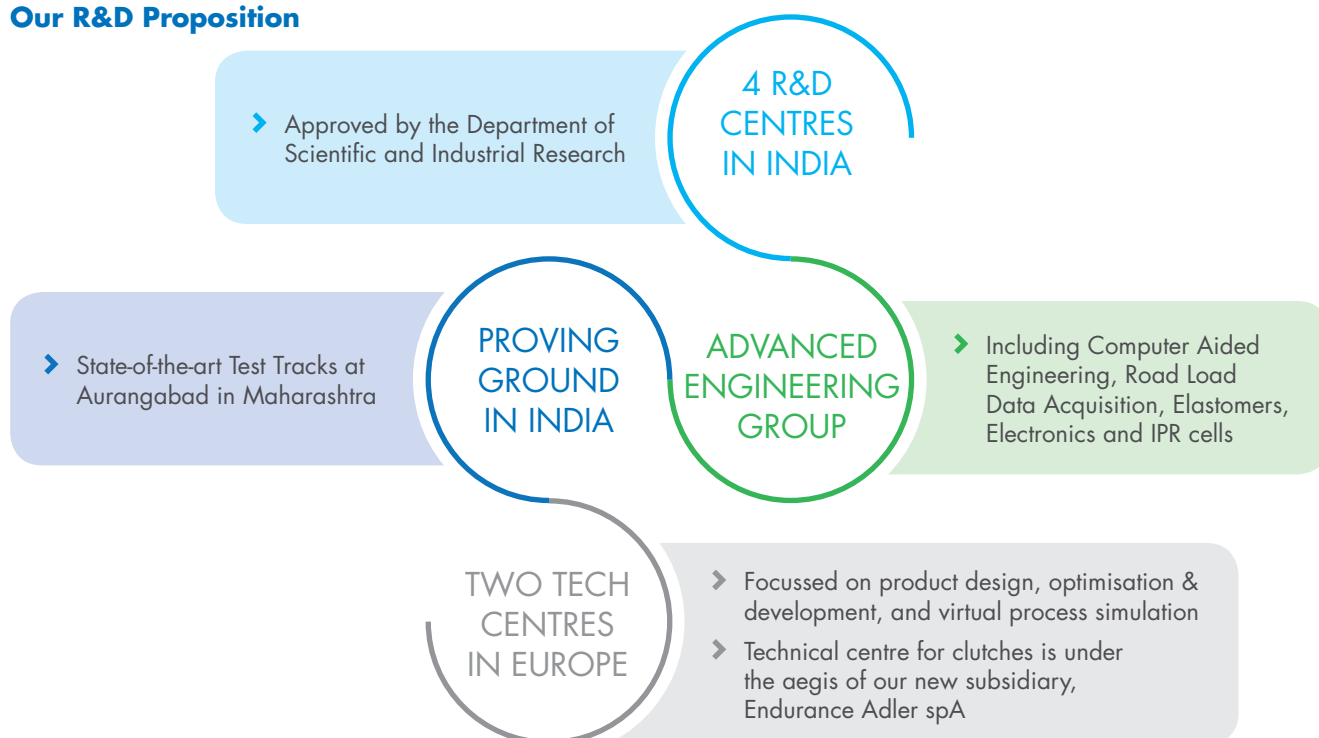 Our R&D Proposition
4 R&D
CENTRES
IN INDIA
Approved by the Department of
Scientific and Industrial Research
PROVING
GROUND
IN INDIA
State-of-the-art Test Tracks at
Aurangabad in Maharashtra
ADVANCED
ENGINEERING
GROUP
Including Computer Aided
Engineering, Road Load
Data Acquisition, Elastomers,
Electronics and IPR cells
TWO TECH
CENTRES
IN EUROPE
Focussed on product design, optimisation &
development, and virtual process simulation
Technical centre for clutches is under
the aegis of our new subsidiary,
Endurance Adler spA